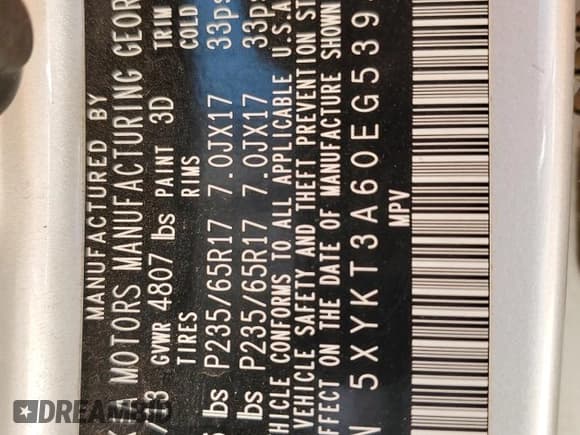 MANUFACTURED BY
MOTORS MANUFACTURING GEOR
GVWR 4807 lbs PAINT 3D TRIM
TIRES RIMS COLD
lbs P235/65R17 7.0JX17 33ps
lbs P235/65R17 7.0JX17 33ps
HICLE CONFORMS TO ALL APPLICABLE U.S.A
VEHICLE SAFETY AND THEFT PREVENTION ST
FFECT ON THE DATE OF MANUFACTURE SHOWN
N 5XYKT3A60EG539
MPV
DREAMBID